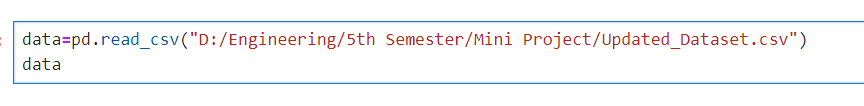 data=pd.read_csv("D:/Engineering/5th Semester/Mini Project/Updated_Dataset.csv")
data